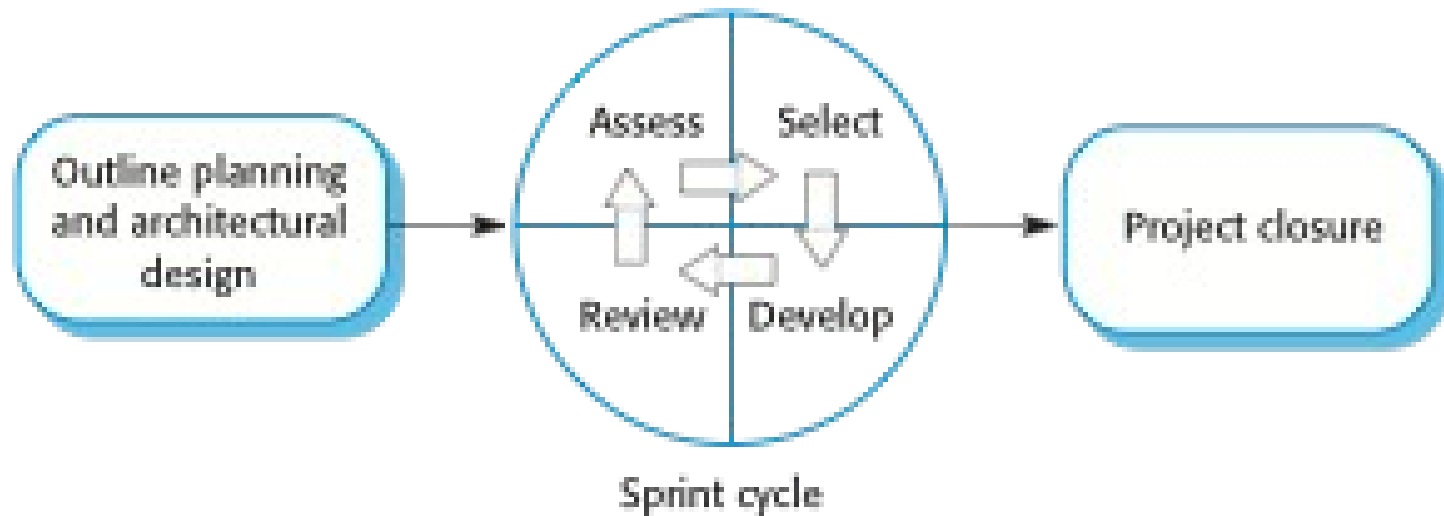 Outline planning
and architectural
design
Assess
Select
Review
Develop
Sprint cycle
Project closure